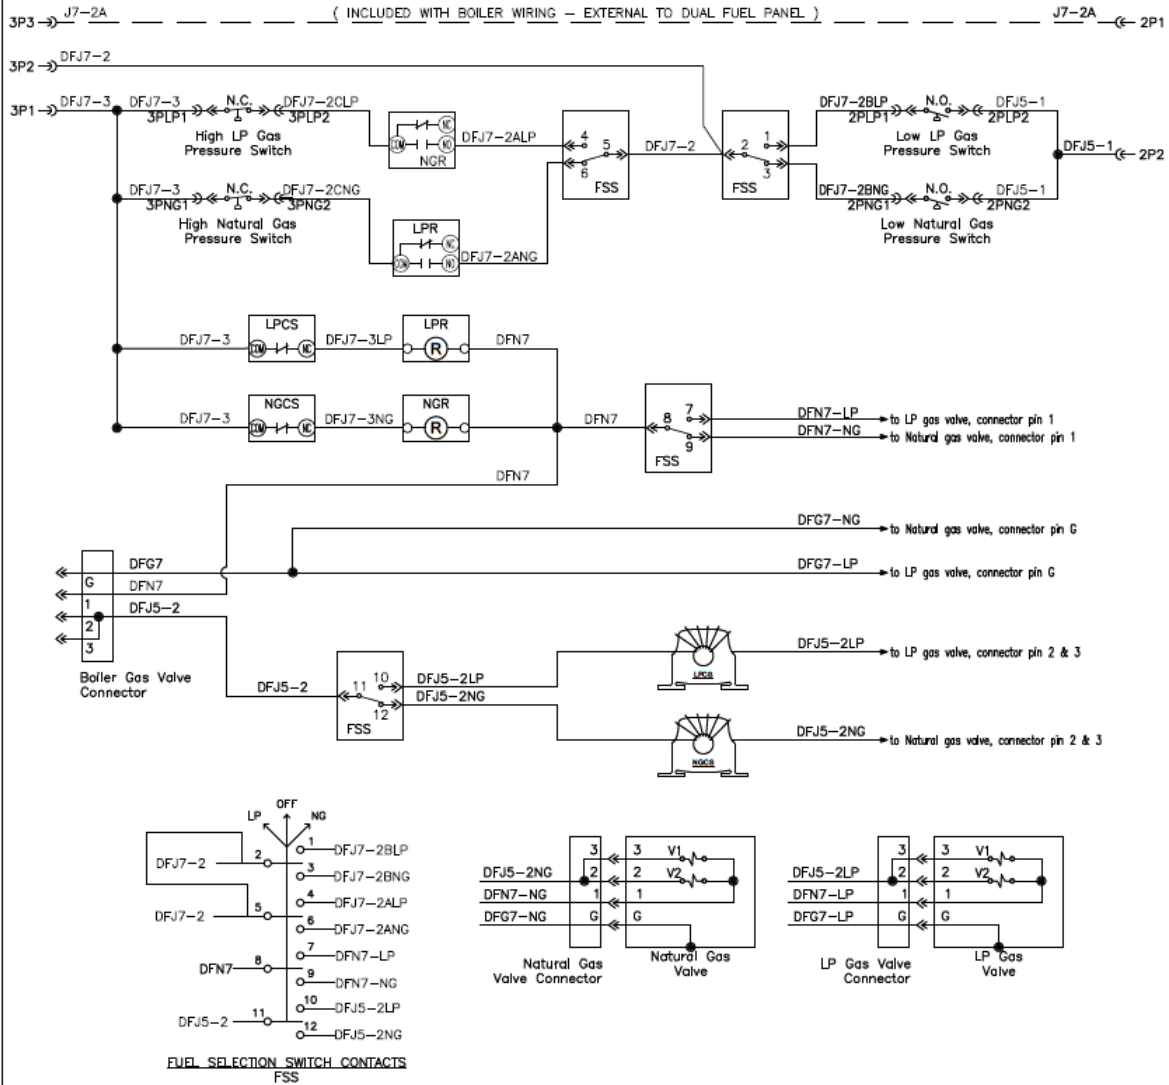 J7-2A ( INCLUDED WITH BOILER WIRING - EXTERNAL TO DUAL FUEL PANEL ) J7-2A
3P3 2P1
3P2 DFJ7-2
3P1 DFJ7-3 DFJ7-3 N.C. DFJ7-2CLP
3PLP1 3PLP2
High LP Gas
Pressure Switch
NC
COM NO
NGR
DFJ7-2ALP
4
5
6
FSS
DFJ7-2
1
2
3
FSS
DFJ7-2BLP N.O. DFJ5-1
2PLP1 2PLP2
Low LP Gas
Pressure Switch
DFJ5-1 2P2
DFJ7-3 N.C. DFJ7-2CNG
3PNG1 3PNG2
High Natural Gas
Pressure Switch
LPR
NC
COM NO
DFJ7-2ANG
DFJ7-2BNG N.O. DFJ5-1
2PNG1 2PNG2
Low Natural Gas
Pressure Switch
LPCS LPR
DFJ7-3 COM NC DFJ7-3LP R DFN7
NGCS NGR
DFJ7-3 COM NC DFJ7-3NG R DFN7
7
8
9
FSS
DFN7-LP to LP gas valve, connector pin 1
DFN7-NG to Natural gas valve, connector pin 1
DFN7
DFG7-NG to Natural gas valve, connector pin G
DFG7 DFG7-LP to LP gas valve, connector pin G
G DFN7
1 DFJ5-2
2
3
Boiler Gas Valve
Connector
DFJ5-2
10
11
12
FSS
DFJ5-2LP
DFJ5-2NG
LPCS
DFJ5-2LP to LP gas valve, connector pin 2 & 3
NGCS
DFJ5-2NG to Natural gas valve, connector pin 2 & 3
OFF
LP NG
1 DFJ7-2BLP
DFJ7-2 2
3 DFJ7-2BNG
4 DFJ7-2ALP
DFJ7-2 5
6 DFJ7-2ANG
7 DFN7-LP
DFN7 8
9 DFN7-NG
10 DFJ5-2LP
DFJ5-2 11
12 DFJ5-2NG
FUEL SELECTION SWITCH CONTACTS
FSS
3 3 V1
DFJ5-2NG 2 2 V2
DFN7-NG 1 1
DFG7-NG G G
Natural Gas
Valve Connector
Natural Gas
Valve
3 3 V1
DFJ5-2LP 2 2 V2
DFN7-LP 1 1
DFG7-LP G G
LP Gas Valve
Connector
LP Gas
Valve